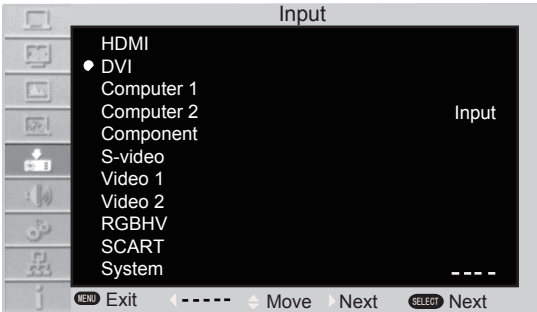 Input
HDMI
DVI
Computer 1
Computer 2 Input
Component
S-video
Video 1
Video 2
RGBHV
SCART
System ----
MENU Exit ----- Move Next SELECT Next